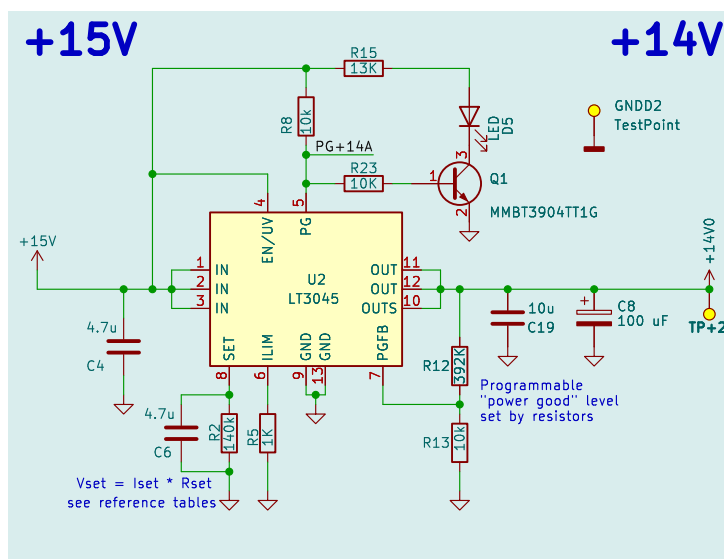 +15V
+14V
R15
13K
R8
10k
PG+14A
LED
D5
GNDD2
TestPoint
R23
10K
1
3
2
Q1
MMBT3904TT1G
4
5
EN/UV
PG
+15V
+14V0
1
2
3
IN
IN
IN
U2
LT3045
OUT
OUT
OUTS
11
12
10
SET
ILIM
GND
GND
PGFB
8
6
9
13
7
4.7u
C4
10u
C19
+
C8
100 uF
TP+2
R12
392K
Programmable
"power good" level
set by resistors
4.7u
C6
R2
140k
R5
1K
R13
10k
Vset = Iset * Rset
see reference tables